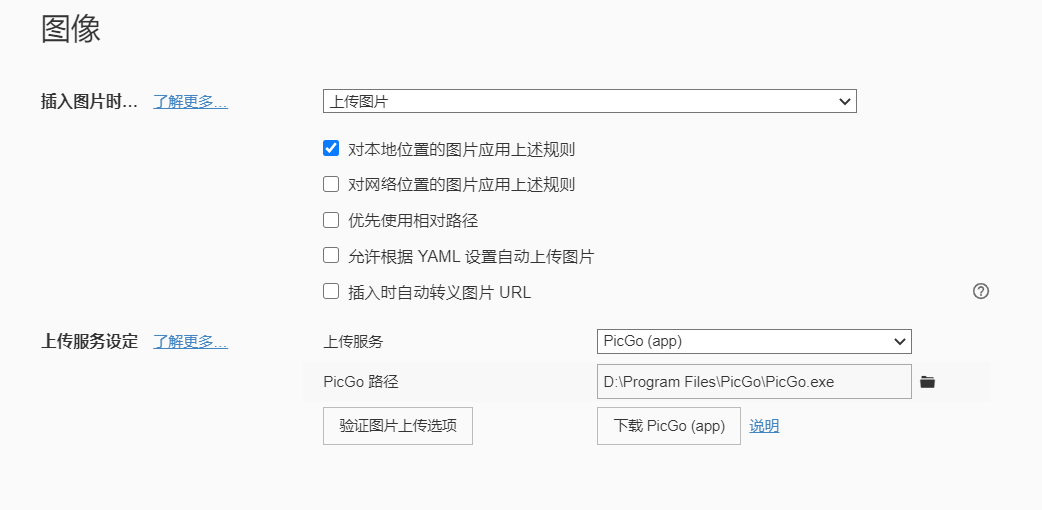 图像
插入图片时... 了解更多... 上传图片
对本地位置的图片应用上述规则
对网络位置的图片应用上述规则
优先使用相对路径
允许根据 YAML 设置自动上传图片
插入时自动转义图片 URL ?
上传服务设定 了解更多... 上传服务 PicGo (app)
PicGo 路径 D:\Program Files\PicGo\PicGo.exe
验证图片上传选项 下载 PicGo (app) 说明